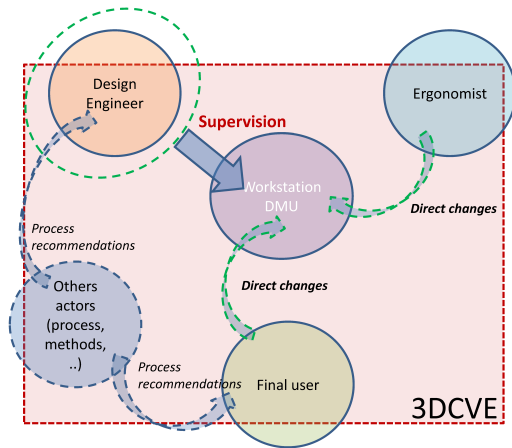 Design
Engineer
Ergonomist
Supervision
Workstation
DMU
Direct changes
Process
recommendations
Direct changes
Others
actors
(process,
methods,
..)
Process
recommendations
Final user
3DCVE